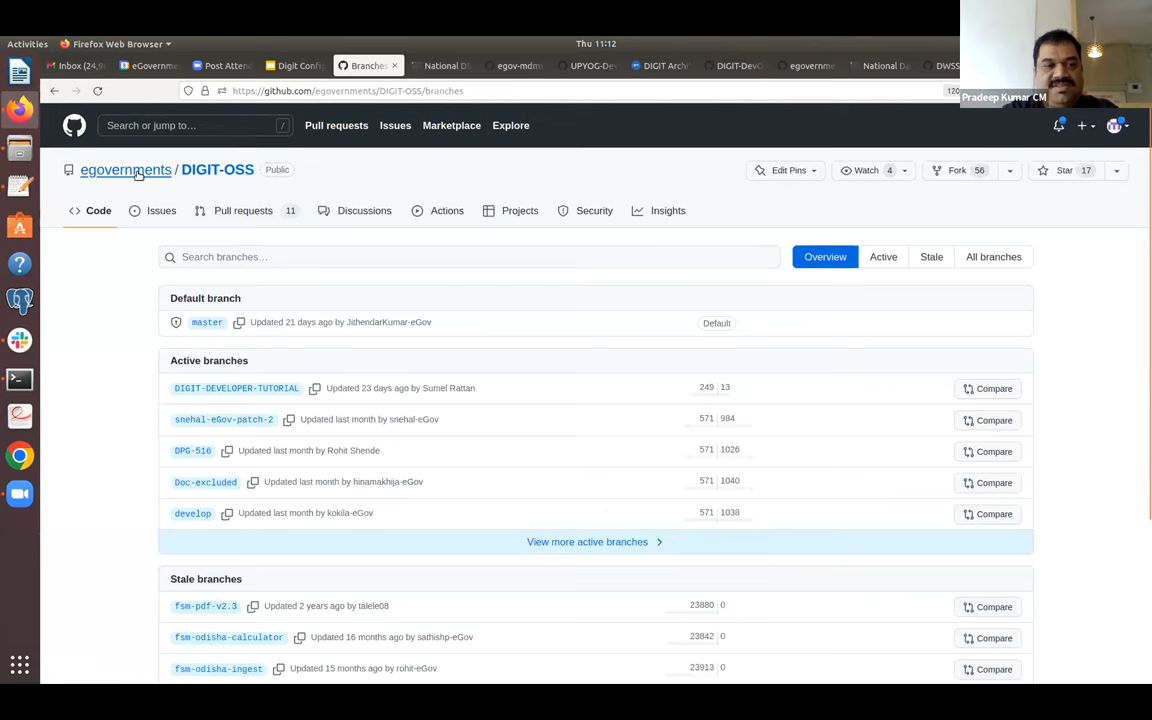 Activities Firefox Web Browser Thu 11:12
Inbox (24,9 eGovernme Post Atten Digit Confi Branches National D egov-mdm UPYOG-De DIGIT Archi DIGIT-Dev egovernme National Da DWSS
https://github.com/egovernments/DIGIT-OSS/branches 120
Pradeep Kumar CM
Search or jump to… / Pull requests Issues Marketplace Explore
egovernments / DIGIT-OSS Public Edit Pins Watch 4 Fork 56 Star 17
Code Issues Pull requests 11 Discussions Actions Projects Security Insights
Search branches… Overview Active Stale All branches
Default branch
master Updated 21 days ago by JithendarKumar-eGov Default
Active branches
DIGIT-DEVELOPER-TUTORIAL Updated 23 days ago by Sumel Rattan 249 13 Compare
snehal-eGov-patch-2 Updated last month by snehal-eGov 571 984 Compare
DPG-516 Updated last month by Rohit Shende 571 1026 Compare
Doc-excluded Updated last month by hinamakhija-eGov 571 1040 Compare
develop Updated last month by kokila-eGov 571 1038 Compare
View more active branches
Stale branches
fsm-pdf-v2.3 Updated 2 years ago by talele08 23880 0 Compare
fsm-odisha-calculator Updated 16 months ago by sathishp-eGov 23842 0 Compare
fsm-odisha-ingest Updated 15 months ago by rohit-eGov 23913 0 Compare